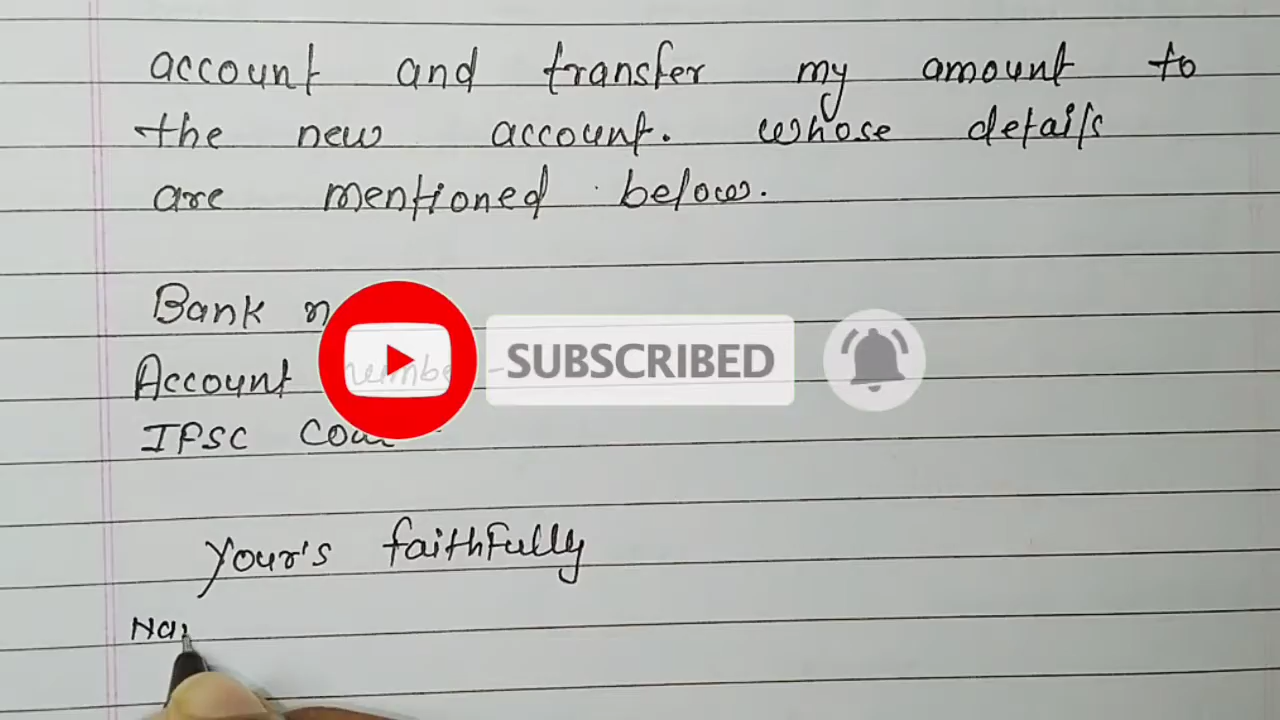 account and transfer my amount to
the new account. whose details
are mentioned below.
Bank
Account number -
SUBSCRIBED
IFSC
Your's faithfully